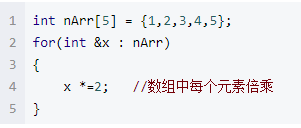 1 int nArr[5] = {1,2,3,4,5};
2 for(int &x : nArr)
3 {
4     x *=2;   //数组中每个元素倍乘
5 }